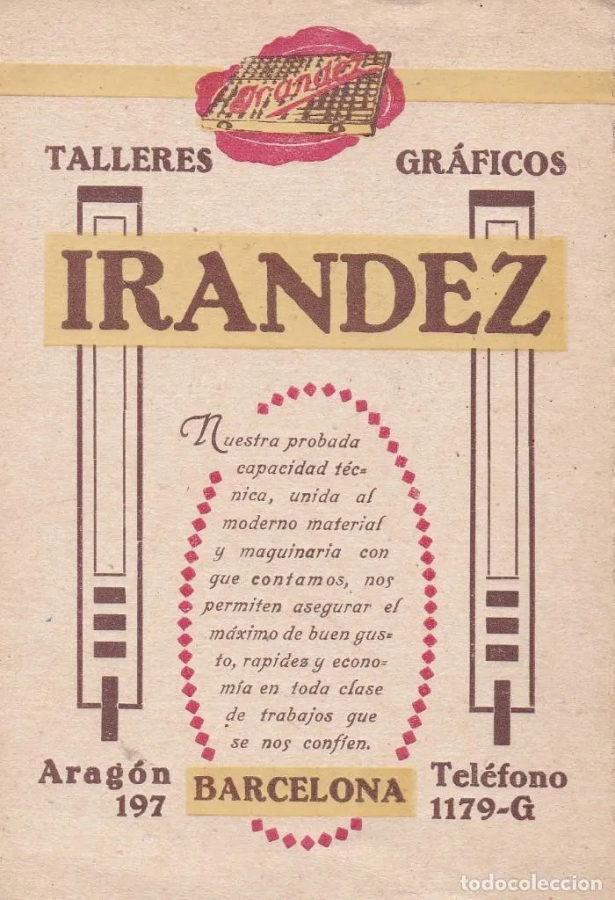 Irandez
TALLERES GRÁFICOS
IRANDEZ
Nuestra probada
capacidad téc=
nica, unida al
moderno material
y maquinaria con
que contamos, nos
permiten asegurar el
máximo de buen gus=
to, rapidez y econo=
mía en toda clase
de trabajos que
se nos confíen.
Aragón
197
BARCELONA
Teléfono
1179-G
todocoleccion